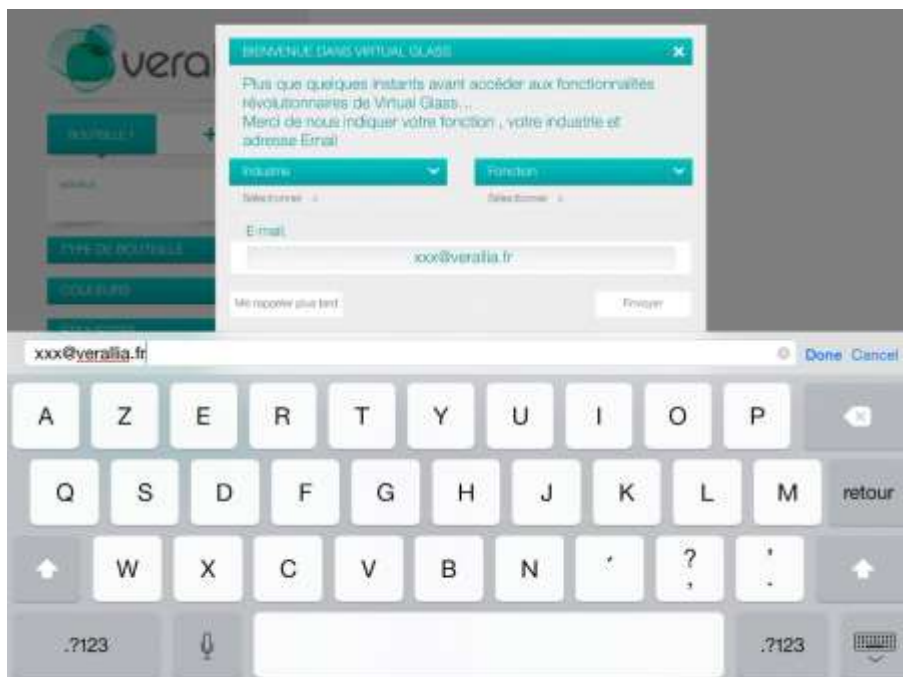 verallia
BIENVENUE DANS VIRTUAL GLASS
Plus que quelques instants avant accéder aux fonctionnalités
révolutionnaires de Virtual Glass...
Merci de nous indiquer votre fonction , votre industrie et
adresse Email
BOUTEILLE 1 +
Industrie
Fonction
Sélectionner
Sélectionner
TYPE DE BOUTEILLE
E-mail
xxx@verallia.fr
COULEURS
Me rappeler plus tard
Envoyer
xxx@verallia.fr
Done Cancel
A Z E R T Y U I O P
Q S D F G H J K L M retour
W X C V B N ' ? , ' .
.?123 .?123